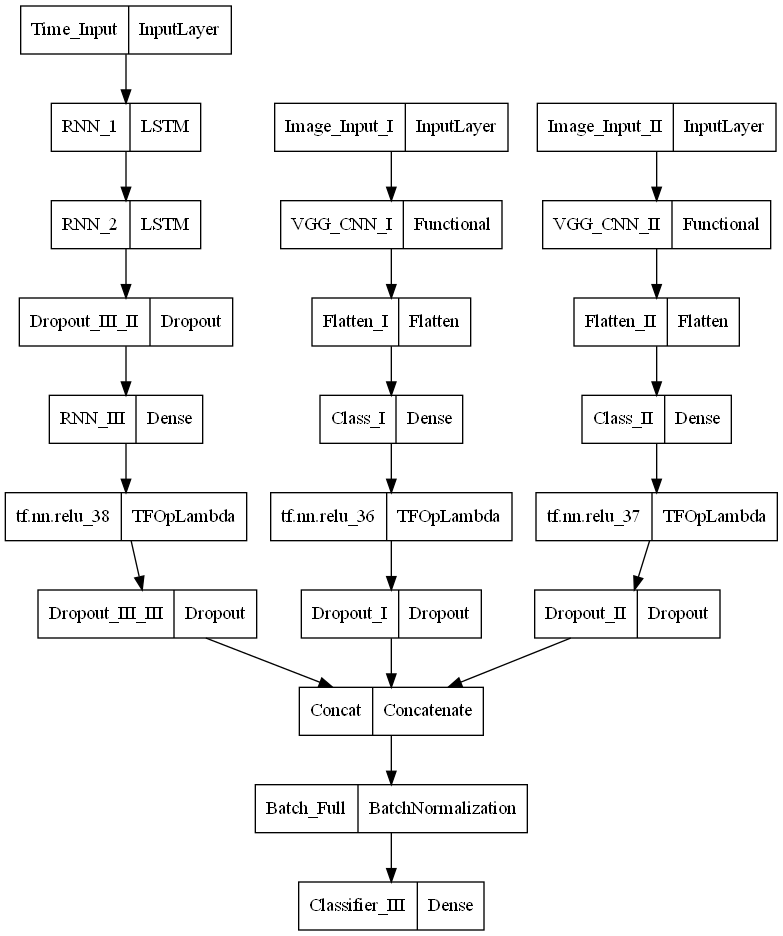 Time_Input InputLayer
RNN_1 LSTM
Image_Input_I InputLayer
Image_Input_II InputLayer
RNN_2 LSTM
VGG_CNN_I Functional
VGG_CNN_II Functional
Dropout_III_II Dropout
Flatten_I Flatten
Flatten_II Flatten
RNN_III Dense
Class_I Dense
Class_II Dense
tf.nn.relu_38 TFOpLambda
tf.nn.relu_36 TFOpLambda
tf.nn.relu_37 TFOpLambda
Dropout_III_III Dropout
Dropout_I Dropout
Dropout_II Dropout
Concat Concatenate
Batch_Full BatchNormalization
Classifier_III Dense